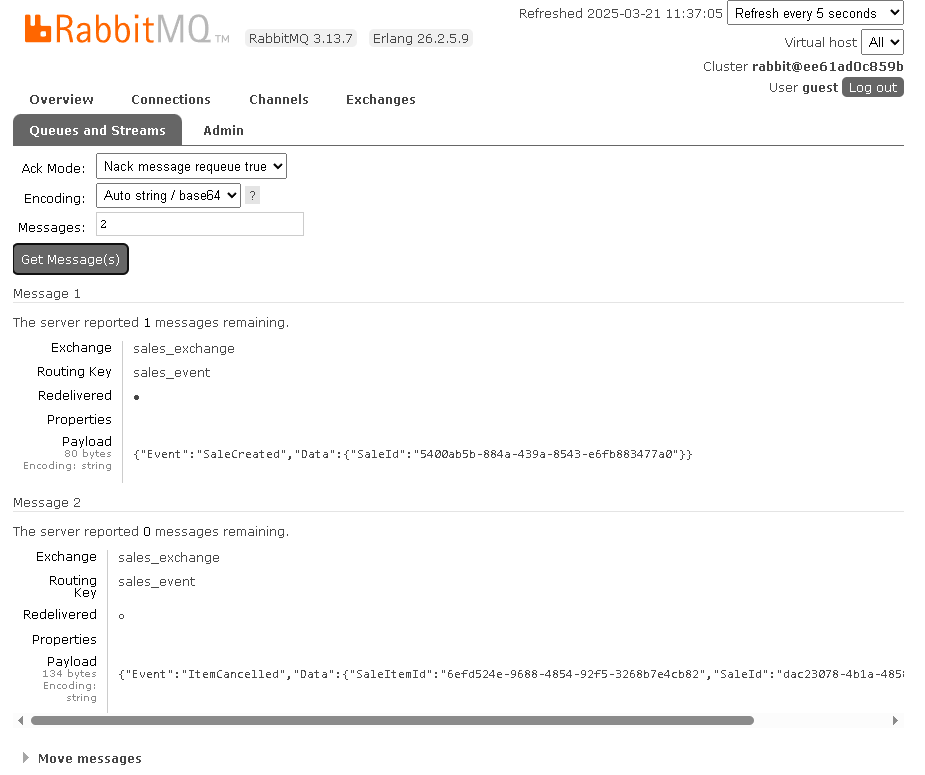 Refreshed 2025-03-21 11:37:05 Refresh every 5 seconds
RabbitMQ TM RabbitMQ 3.13.7 Erlang 26.2.5.9
Virtual host All
Cluster rabbit@ee61ad0c859b
User guest Log out
Overview Connections Channels Exchanges
Queues and Streams Admin
Ack Mode: Nack message requeue true
Encoding: Auto string / base64 ?
Messages: 2
Get Message(s)
Message 1
The server reported 1 messages remaining.
Exchange sales_exchange
Routing Key sales_event
Redelivered ●
Properties
Payload
80 bytes
Encoding: string
{"Event":"SaleCreated","Data":{"SaleId":"5400ab5b-884a-439a-8543-e6fb883477a0"}}
Message 2
The server reported 0 messages remaining.
Exchange sales_exchange
Routing
Key
sales_event
Redelivered ○
Properties
Payload
134 bytes
Encoding:
string
{"Event":"ItemCancelled","Data":{"SaleItemId":"6efd524e-9688-4854-92f5-3268b7e4cb82","SaleId":"dac23078-4b1a-485
Move messages